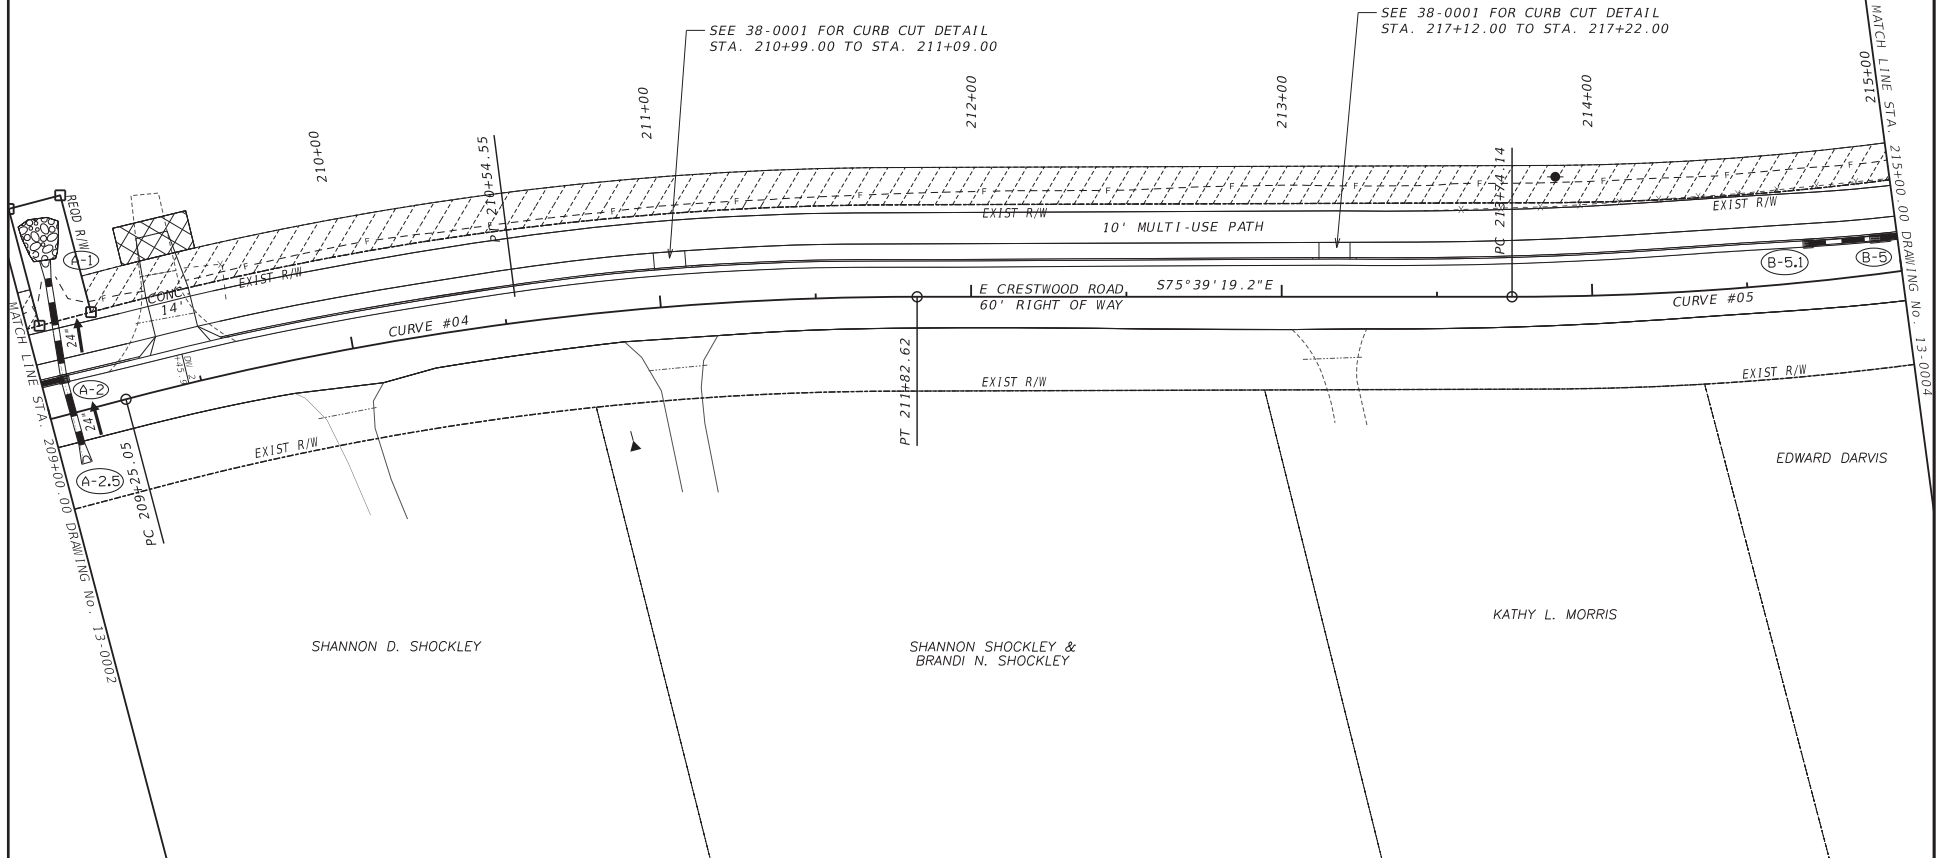 SEE 38-0001 FOR CURB CUT DETAIL
STA. 210+99.00 TO STA. 211+09.00
SEE 38-0001 FOR CURB CUT DETAIL
STA. 217+12.00 TO STA. 217+22.00
MATCH LINE STA. 215+00.00 DRAWING No. 13-0004
210+00
211+00
212+00
213+00
214+00
215+00
PT 210+54.55
PC 213+74.14
REQD R/W
A-1
CONC
14'
EXIST R/W
EXIST R/W
EXIST R/W
10' MULTI-USE PATH
B-5.1
B-5
E CRESTWOOD ROAD
60' RIGHT OF WAY
S75°39'19.2"E
CURVE #04
CURVE #05
24"
A-2
24"
A-2.5
PC 209+25.05
PT 211+82.62
EXIST R/W
EXIST R/W
EXIST R/W
MATCH LINE STA. 209+00.00 DRAWING No. 13-0002
EDWARD DARVIS
KATHY L. MORRIS
SHANNON D. SHOCKLEY
SHANNON SHOCKLEY &
BRANDI N. SHOCKLEY